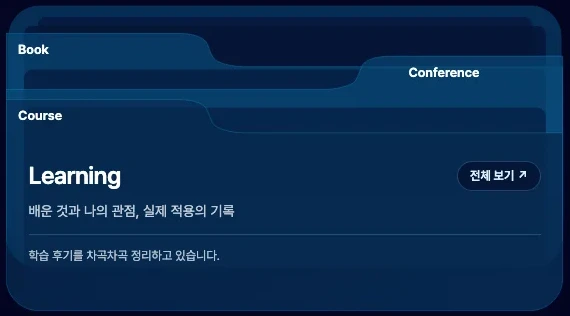 Book
Conference
Course
Learning
전체 보기 ↗
배운 것과 나의 관점, 실제 적용의 기록
학습 후기를 차곡차곡 정리하고 있습니다.